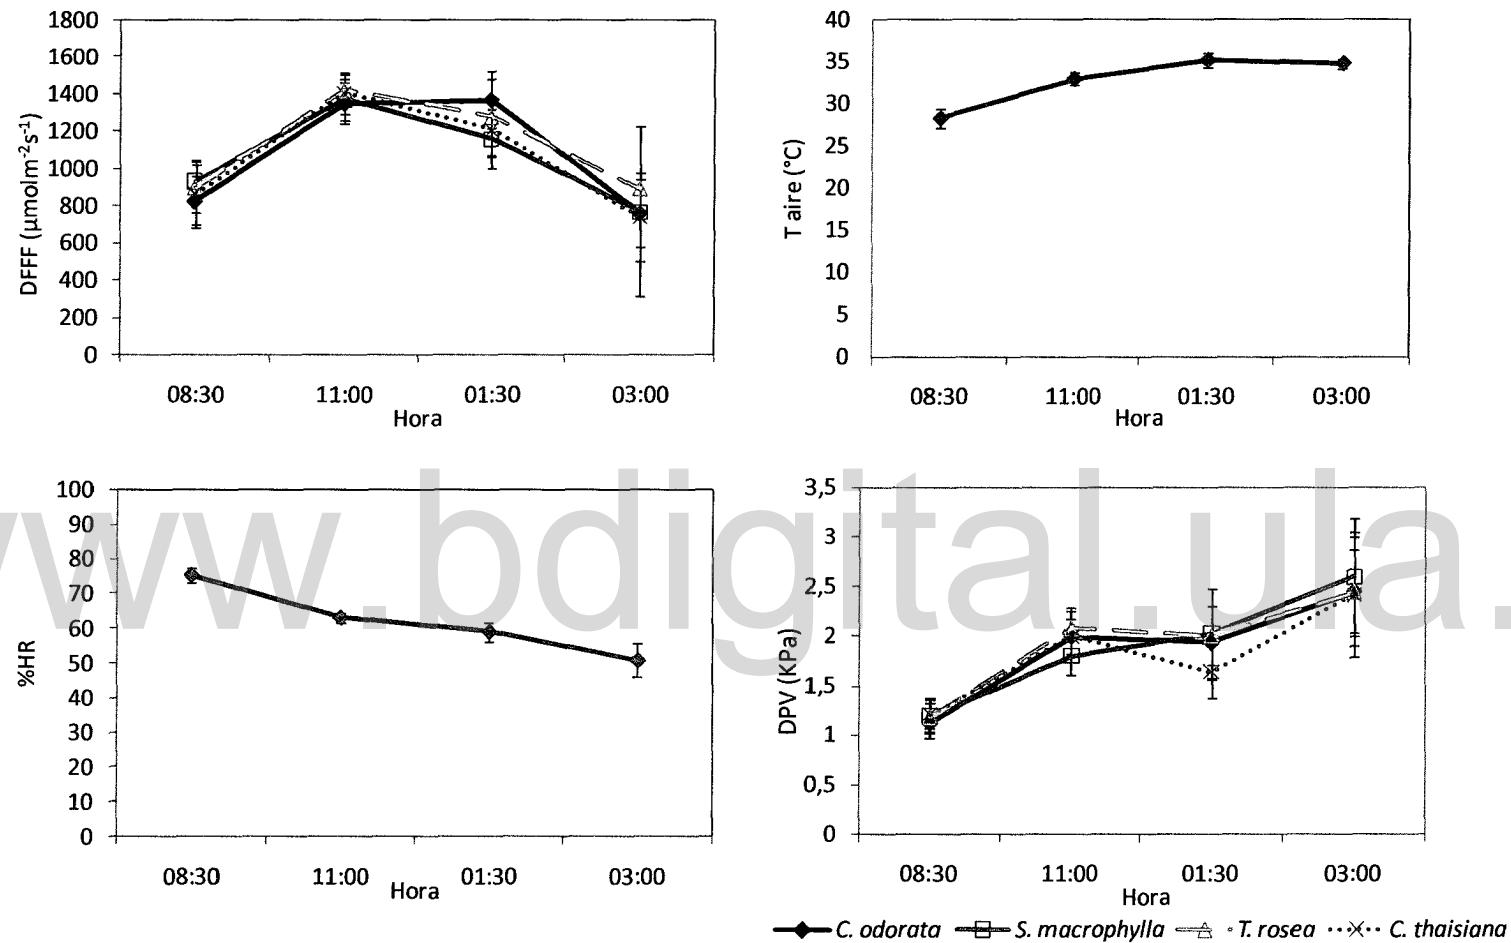 1800
1600
1400
1200
1000
800
600
400
200
0
DFFF (µmolm-2s-1)
08:30 11:00 01:30 03:00
Hora
40
35
30
25
20
15
10
5
0
T aire (°C)
08:30 11:00 01:30 03:00
Hora
100
90
80
70
60
50
40
30
20
10
0
%HR
08:30 11:00 01:30 03:00
Hora
3,5
3
2,5
2
1,5
1
0,5
0
DPV (KPa)
08:30 11:00 01:30 03:00
Hora
C. odorata S. macrophylla T. rosea C. thaisiana
www.bdigital.ula.